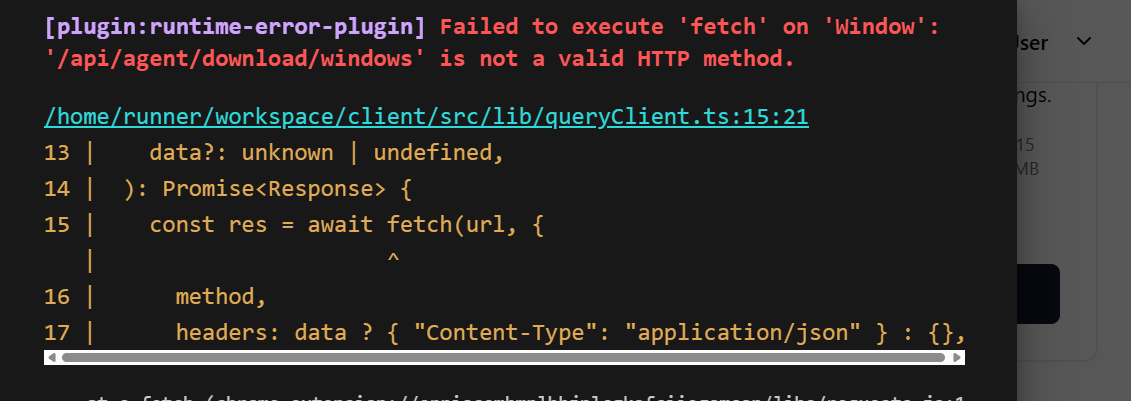 [plugin:runtime-error-plugin] Failed to execute 'fetch' on 'Window':
'/api/agent/download/windows' is not a valid HTTP method.
/home/runner/workspace/client/src/lib/queryClient.ts:15:21
13 |    data?: unknown | undefined,
14 |  ): Promise<Response> {
15 |    const res = await fetch(url, {
   |                      ^
16 |      method,
17 |      headers: data ? { "Content-Type": "application/json" } : {},
User
ngs.
15
MB